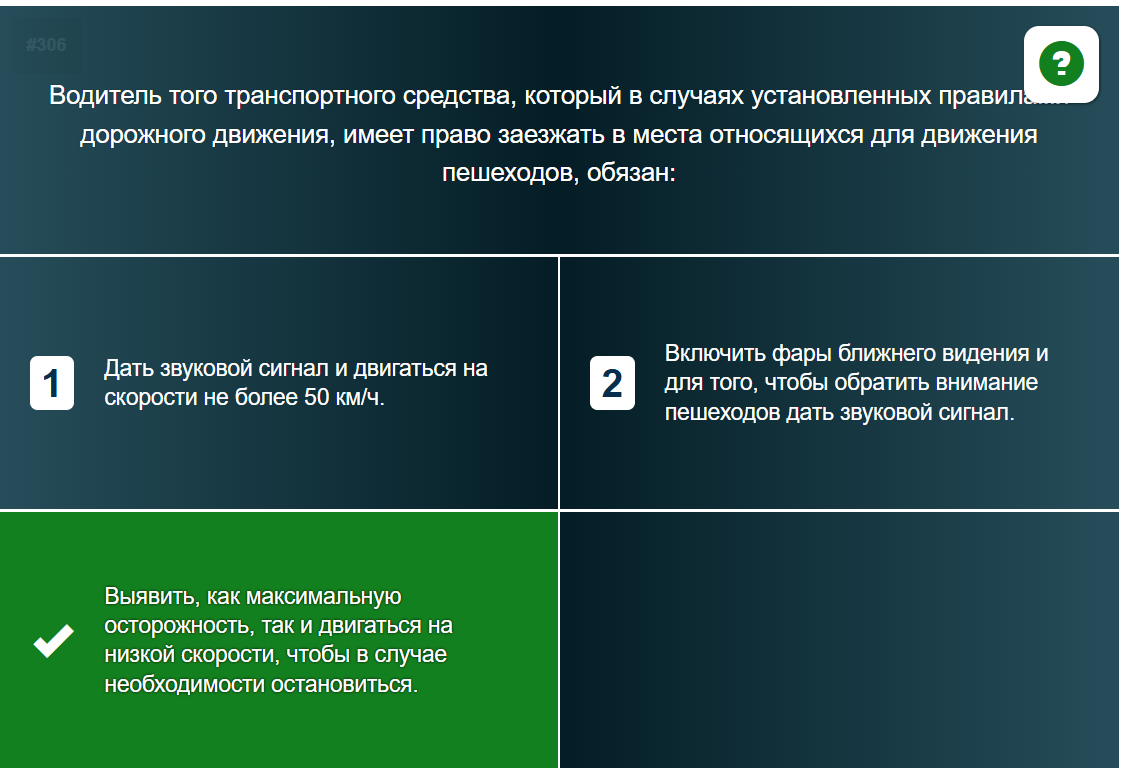 #306
Водитель того транспортного средства, который в случаях установленных
дорожного движения, имеет право заезжать в места относящихся для движения
пешеходов, обязан:
?
1
Дать звуковой сигнал и двигаться на
скорости не более 50 км/ч.
2
Включить фары ближнего видения и
для того, чтобы обратить внимание
пешеходов дать звуковой сигнал.
Выявить, как максимальную
осторожность, так и двигаться на
низкой скорости, чтобы в случае
необходимости остановиться.